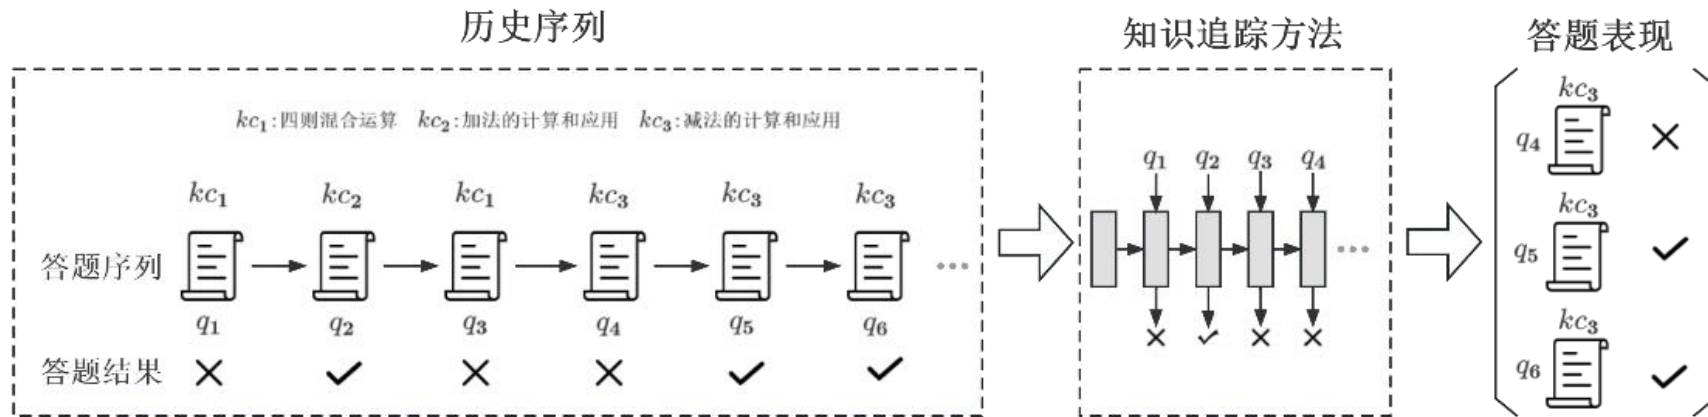 历史序列
知识追踪方法
答题表现
kc₁:四则混合运算 kc₂:加法的计算和应用 kc₃:减法的计算和应用
kc₁ kc₂ kc₁ kc₃ kc₃ kc₃
答题序列
...
q₁ q₂ q₃ q₄ q₅ q₆
答题结果 × ✓ × × ✓ ✓
q₁ q₂ q₃ q₄
...
× ✓ × ×
kc₃
q₄ ×
kc₃
q₅ ✓
kc₃
q₆ ✓